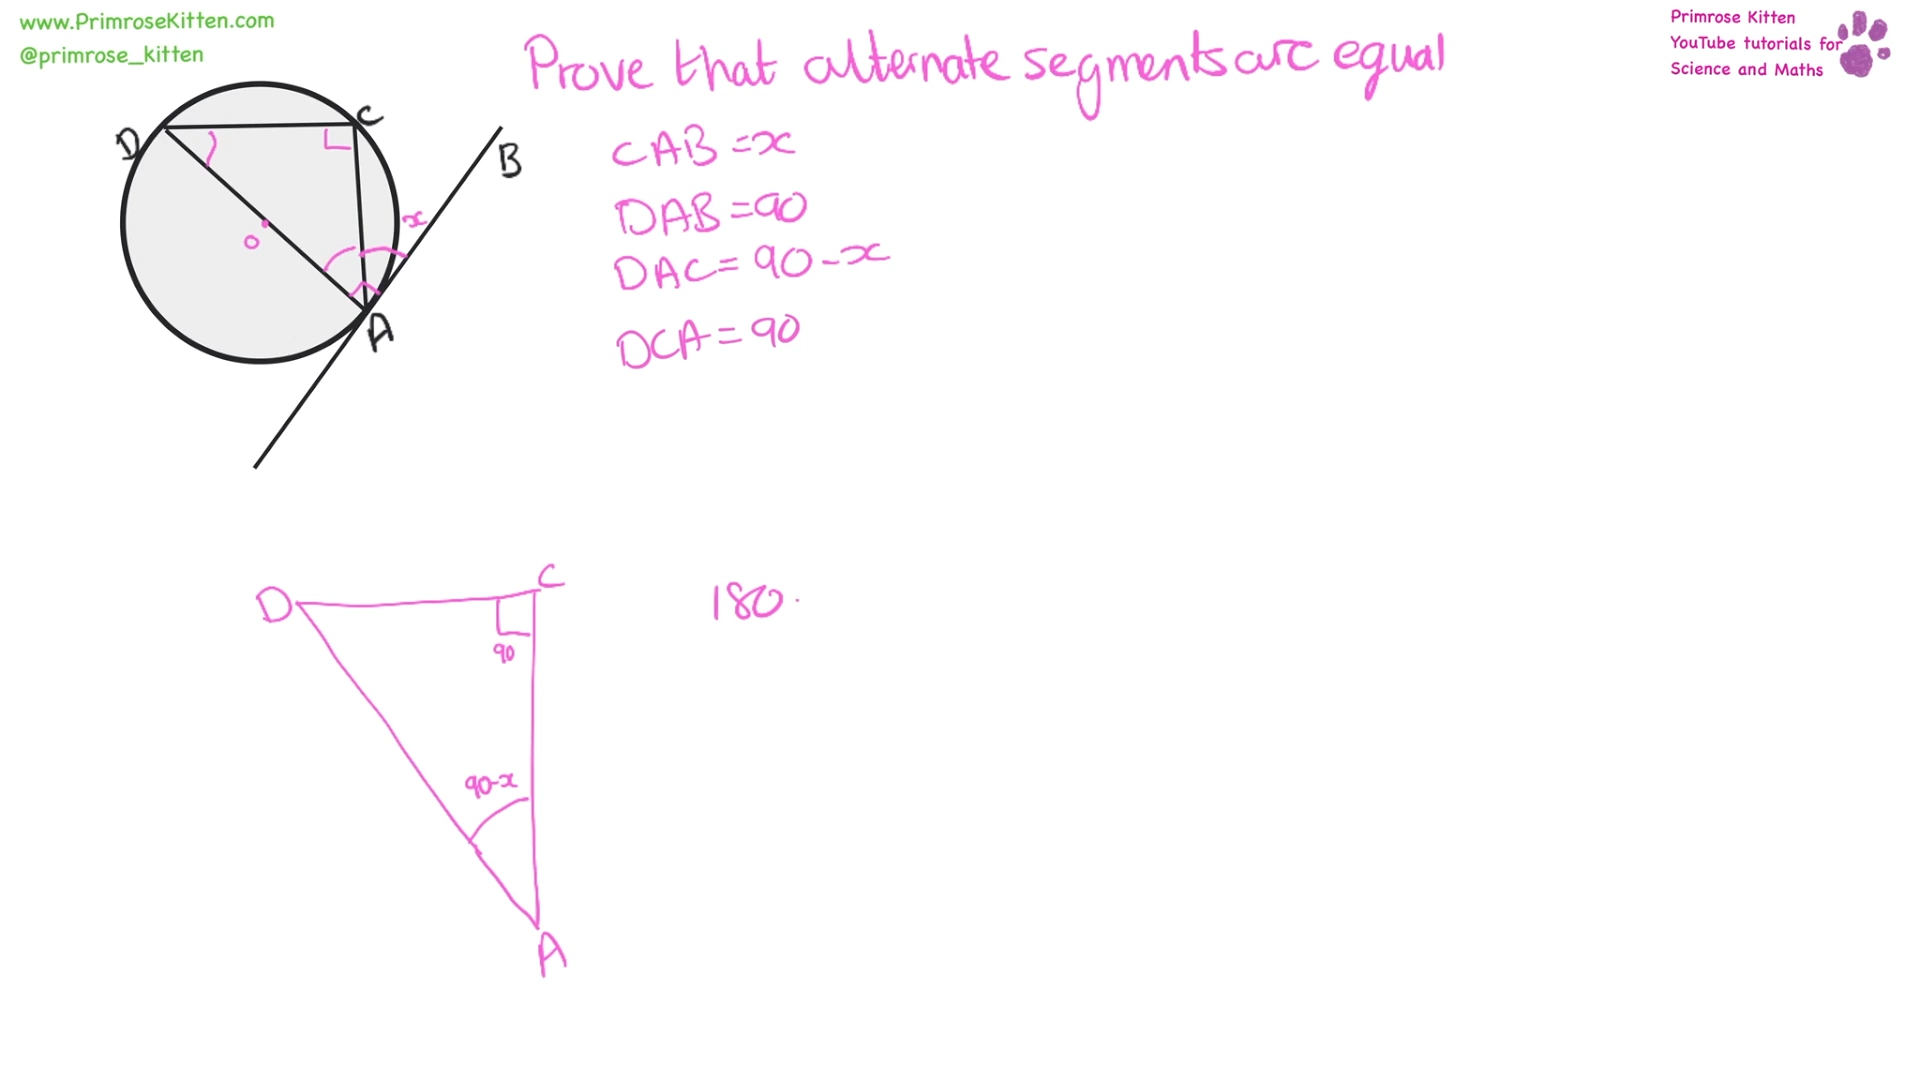 www.PrimroseKitten.com
@primrose_kitten
Primrose Kitten
YouTube tutorials for
Science and Maths
Prove that alternate segments are equal
D
C
B
x
O
A
CAB = x
DAB = 90
DAC = 90 - x
DCA = 90
D
C
90
180.
90-x
A